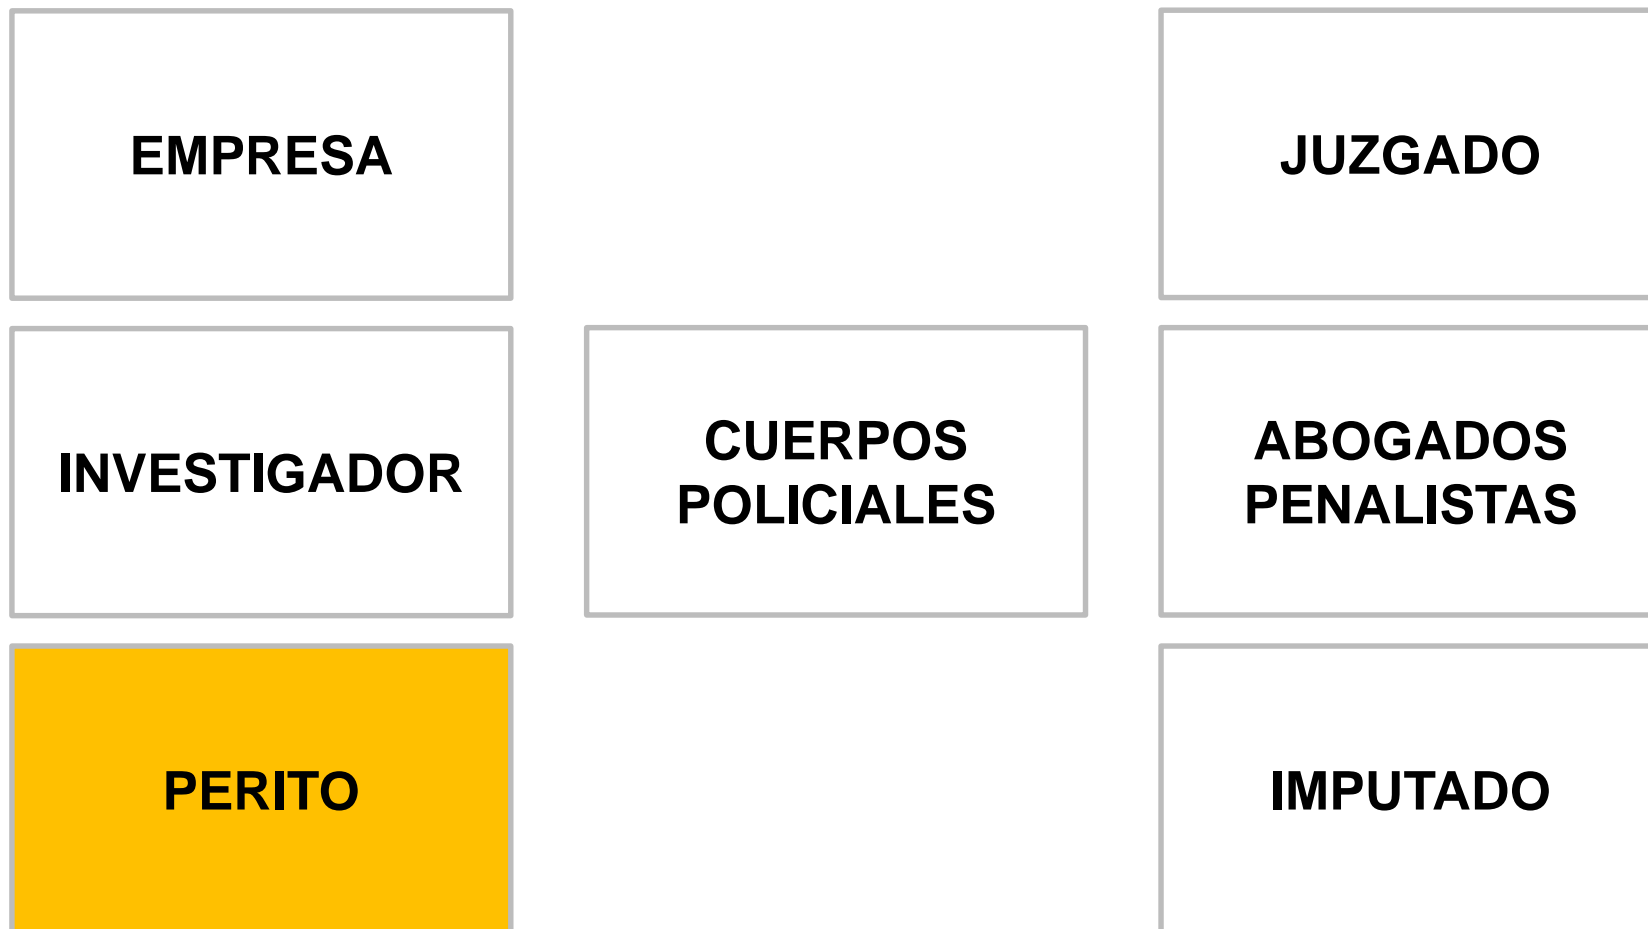 EMPRESA
JUZGADO
INVESTIGADOR
CUERPOS
POLICIALES
ABOGADOS
PENALISTAS
PERITO
IMPUTADO